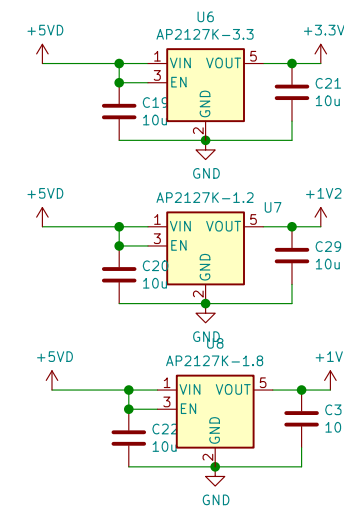 U6
+5VD
AP2127K-3.3
+3.3V
1 VIN VOUT 5
3 EN
C19
10u
GND
2
C21
10u
GND
+5VD
AP2127K-1.2
U7
+1V2
1 VIN VOUT 5
3 EN
C20
10u
GND
2
C29
10u
GND
U8
+5VD
AP2127K-1.8
+1V
1 VIN VOUT 5
3 EN
C22
10u
GND
2
C3
10
GND